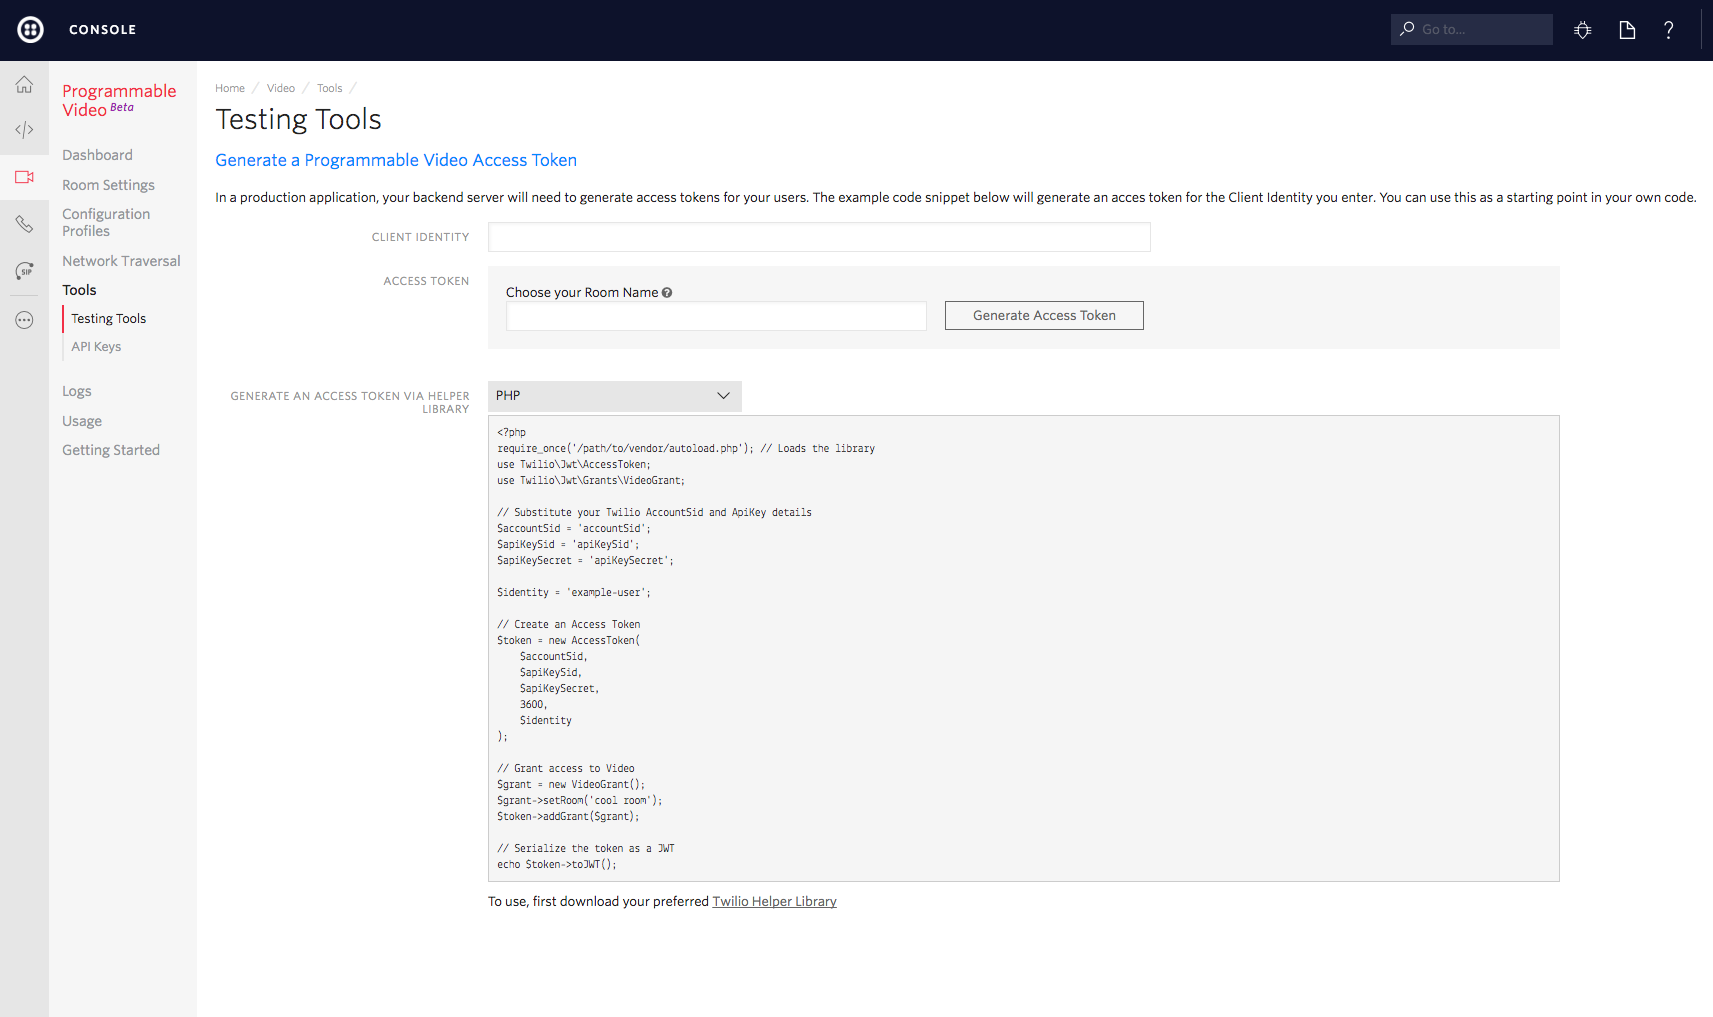 CONSOLE
Go to...
?
Programmable
Video Beta
Dashboard
Room Settings
Configuration
Profiles
Network Traversal
Tools
Testing Tools
API Keys
Logs
Usage
Getting Started
SIP
Home / Video / Tools /
Testing Tools
Generate a Programmable Video Access Token
In a production application, your backend server will need to generate access tokens for your users. The example code snippet below will generate an acces token for the Client Identity you enter. You can use this as a starting point in your own code.
CLIENT IDENTITY
ACCESS TOKEN
Choose your Room Name ?
Generate Access Token
GENERATE AN ACCESS TOKEN VIA HELPER
LIBRARY
PHP
<?php
require_once('/path/to/vendor/autoload.php'); // Loads the library
use Twilio\Jwt\AccessToken;
use Twilio\Jwt\Grants\VideoGrant;
// Substitute your Twilio AccountSid and ApiKey details
$accountSid = 'accountSid';
$apiKeySid = 'apiKeySid';
$apiKeySecret = 'apiKeySecret';
$identity = 'example-user';
// Create an Access Token
$token = new AccessToken(
$accountSid,
$apiKeySid,
$apiKeySecret,
3600,
$identity
);
// Grant access to Video
$grant = new VideoGrant();
$grant->setRoom('cool room');
$token->addGrant($grant);
// Serialize the token as a JWT
echo $token->toJWT();
To use, first download your preferred Twilio Helper Library